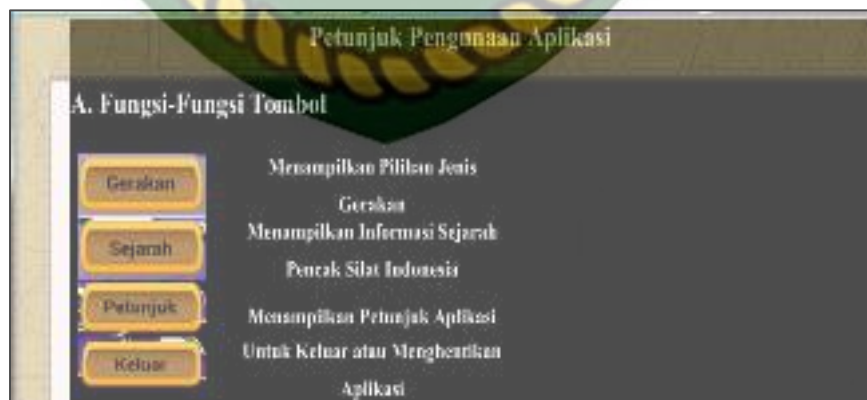 Petunjuk Pengunaan Aplikasi
A. Fungsi-Fungsi Tombol
Gerakan
Menampilkan Pilihan Jenis
Gerakan
Sejarah
Menampilkan Informasi Sejarah
Pencak Silat Indonesia
Petunjuk
Menampilkan Petunjuk Aplikasi
Keluar
Untuk Keluar atau Menghentikan
Aplikasi